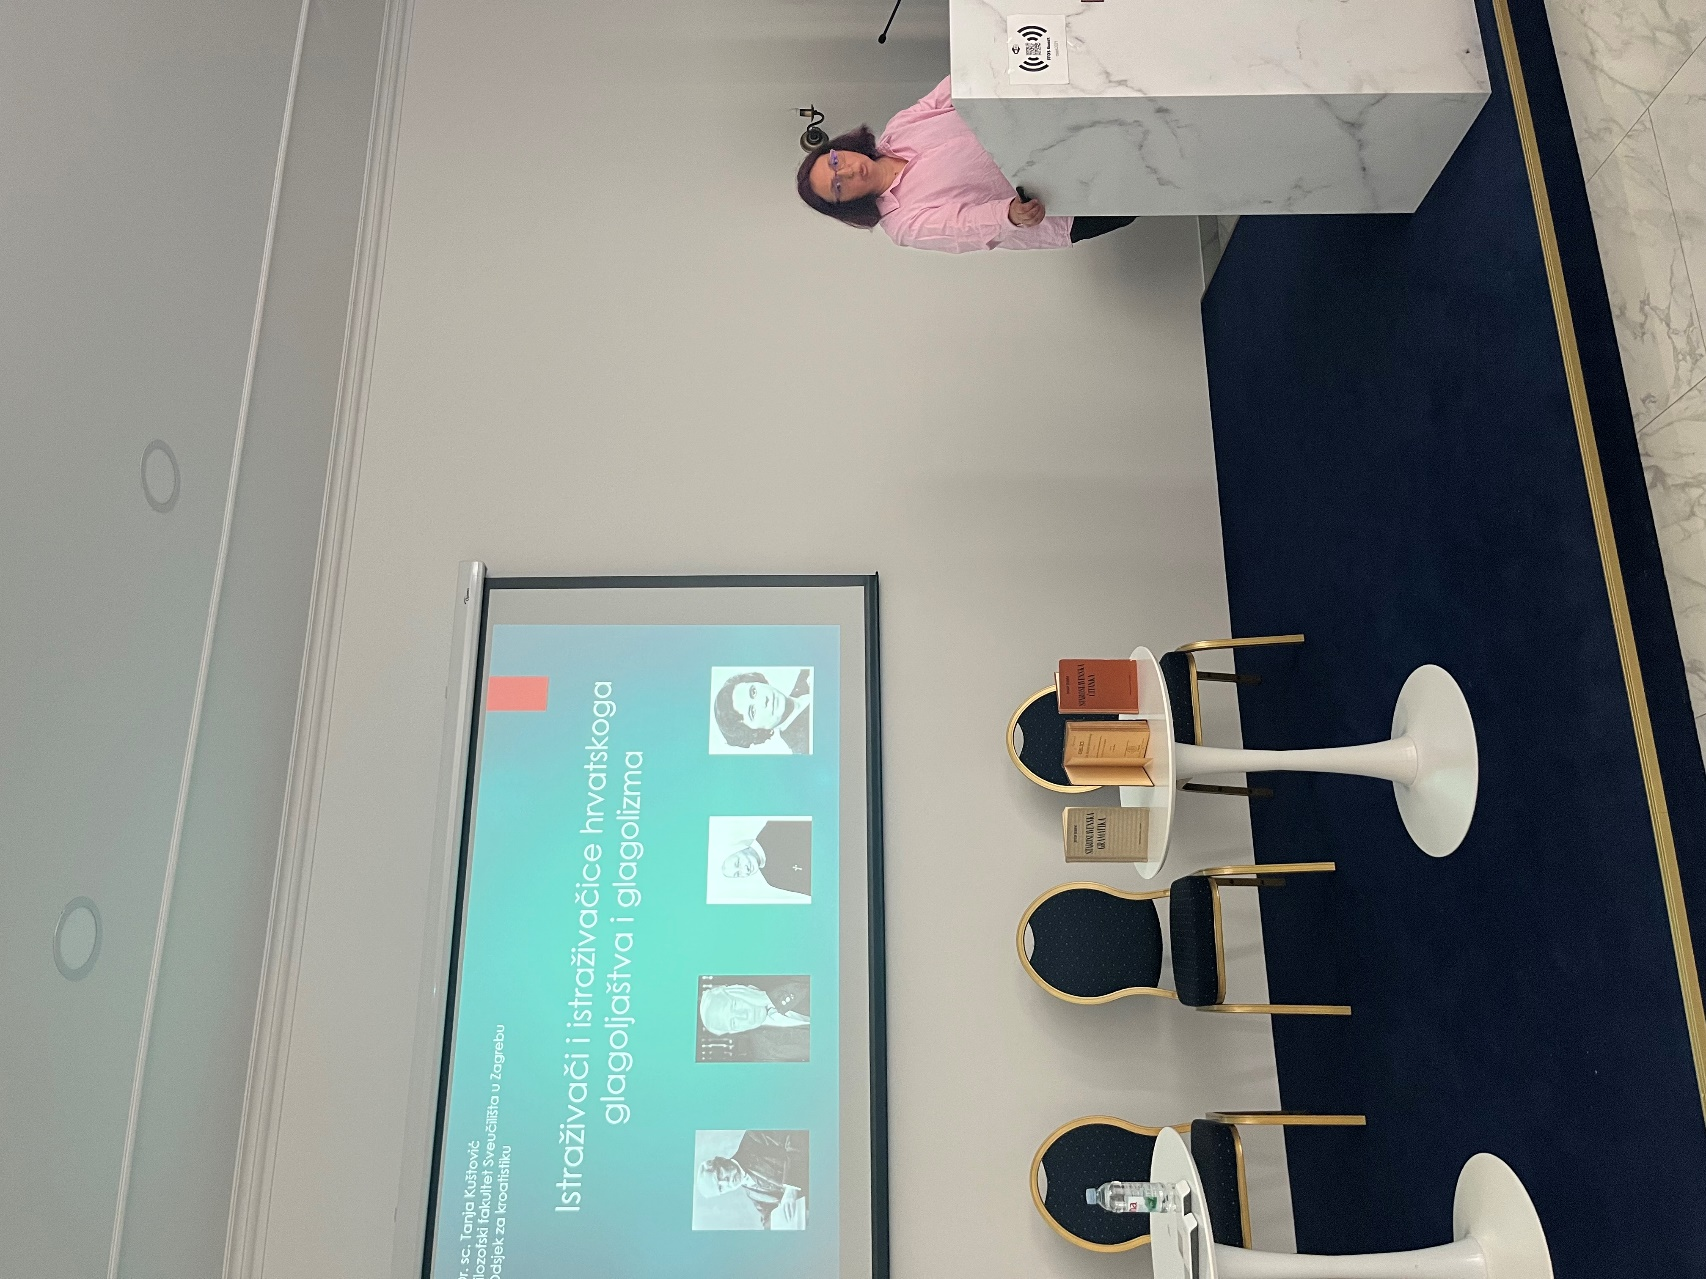 Dr. sc. Tanja Kuštović
Filozofski fakultet Sveučilišta u Zagrebu
Odsjek za kroatistiku
Istraživači i istraživačice hrvatskoga
glagoljaštva i glagolizma
STAROSLAVENSKA
GRAMATIKA
STAROSLAVENSKA
ČITANKA